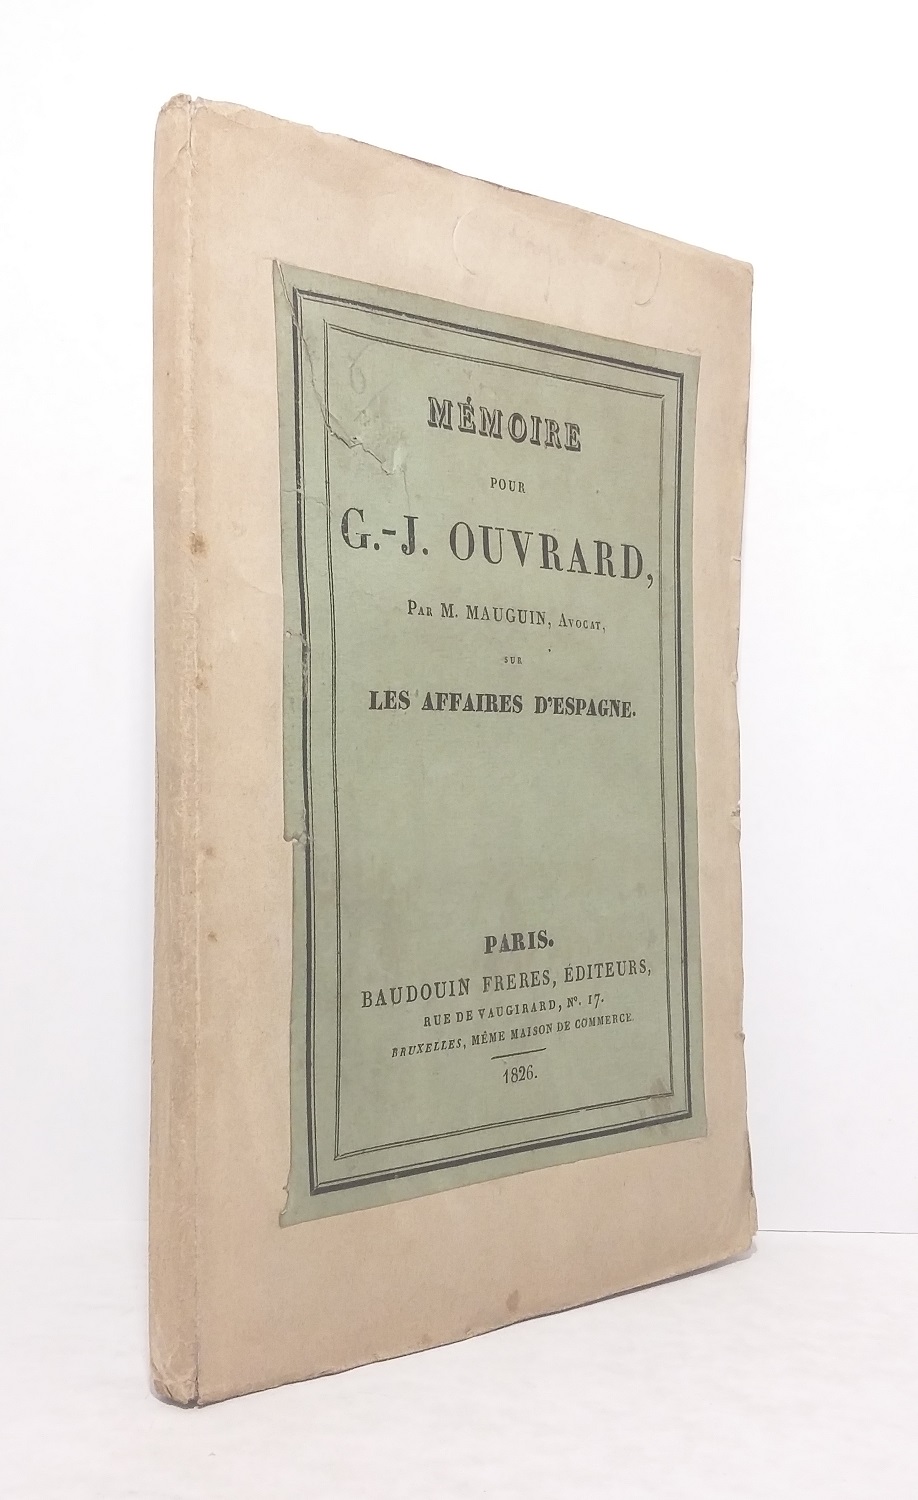 MÉMOIRE
POUR
G.-J. OUVRARD,
PAR M. MAUGUIN, AVOCAT,
SUR
LES AFFAIRES D'ESPAGNE.
PARIS.
BAUDOUIN FRERES, ÉDITEURS,
RUE DE VAUGIRARD, Nº. 17.
BRUXELLES, MÊME MAISON DE COMMERCE.
1826.